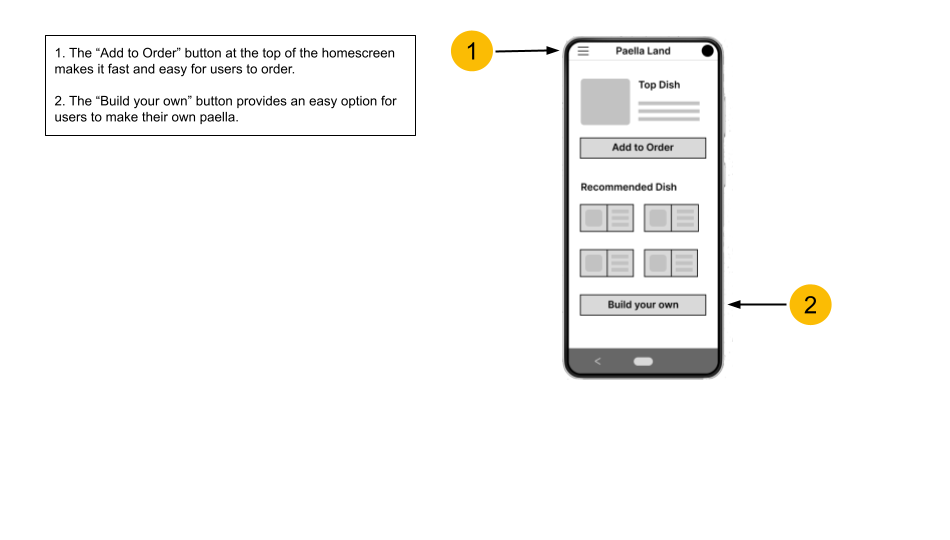 1. The “Add to Order” button at the top of the homescreen
makes it fast and easy for users to order.
2. The “Build your own” button provides an easy option for
users to make their own paella.
1
Paella Land
Top Dish
Add to Order
Recommended Dish
Build your own
2